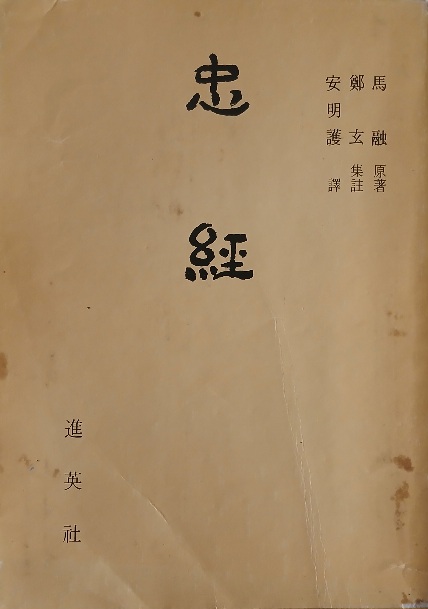 馬融 原著
鄭玄 集註
安明護 譯
忠經
進英社